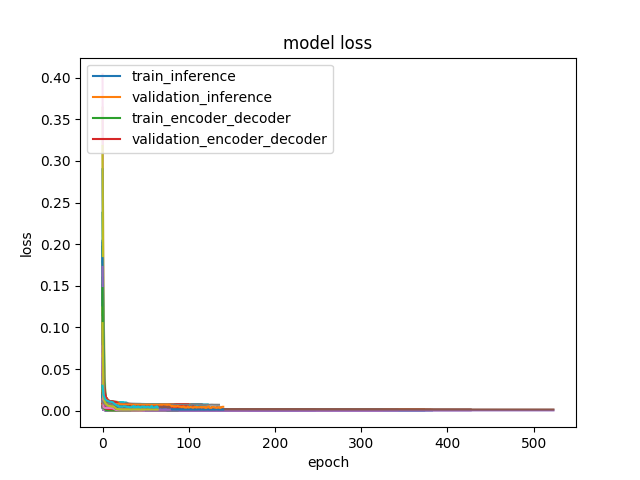 model loss
train_inference
validation_inference
train_encoder_decoder
validation_encoder_decoder
loss
0.40
0.35
0.30
0.25
0.20
0.15
0.10
0.05
0.00
0 100 200 300 400 500
epoch